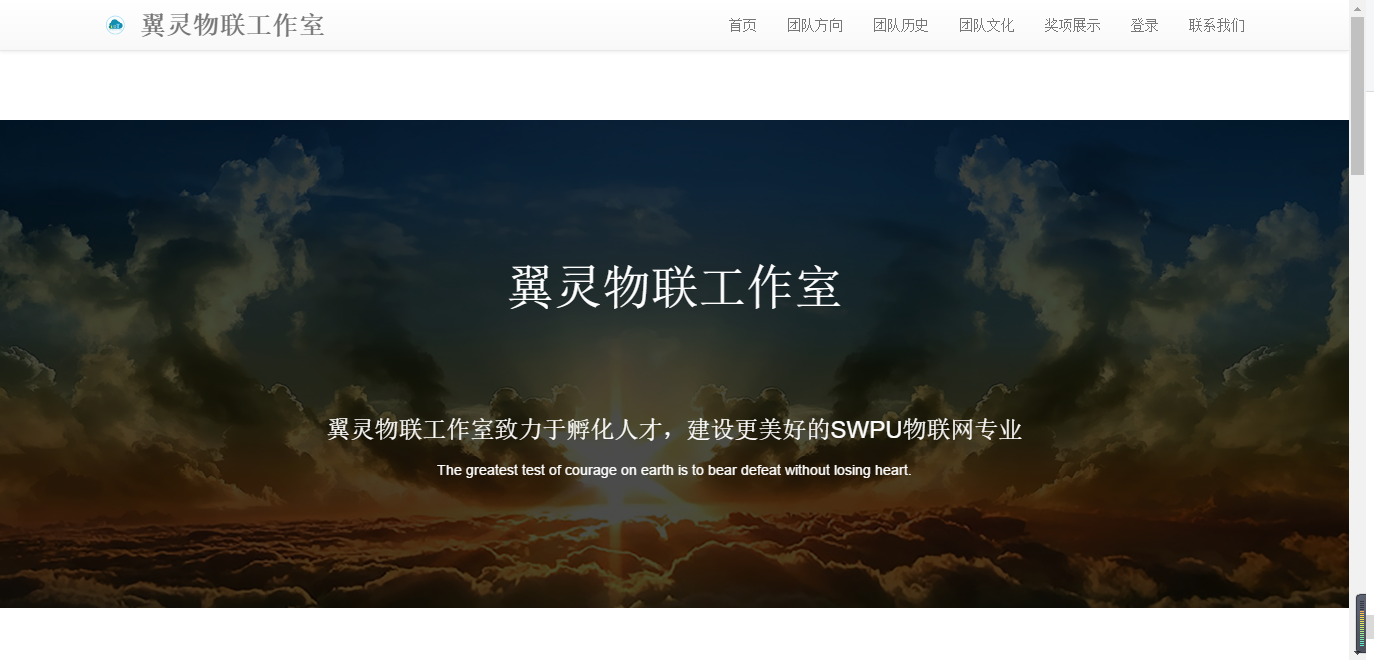 翼灵物联工作室
首页 团队方向 团队历史 团队文化 奖项展示 登录 联系我们
翼灵物联工作室
翼灵物联工作室致力于孵化人才，建设更美好的SWPU物联网专业
The greatest test of courage on earth is to bear defeat without losing heart.